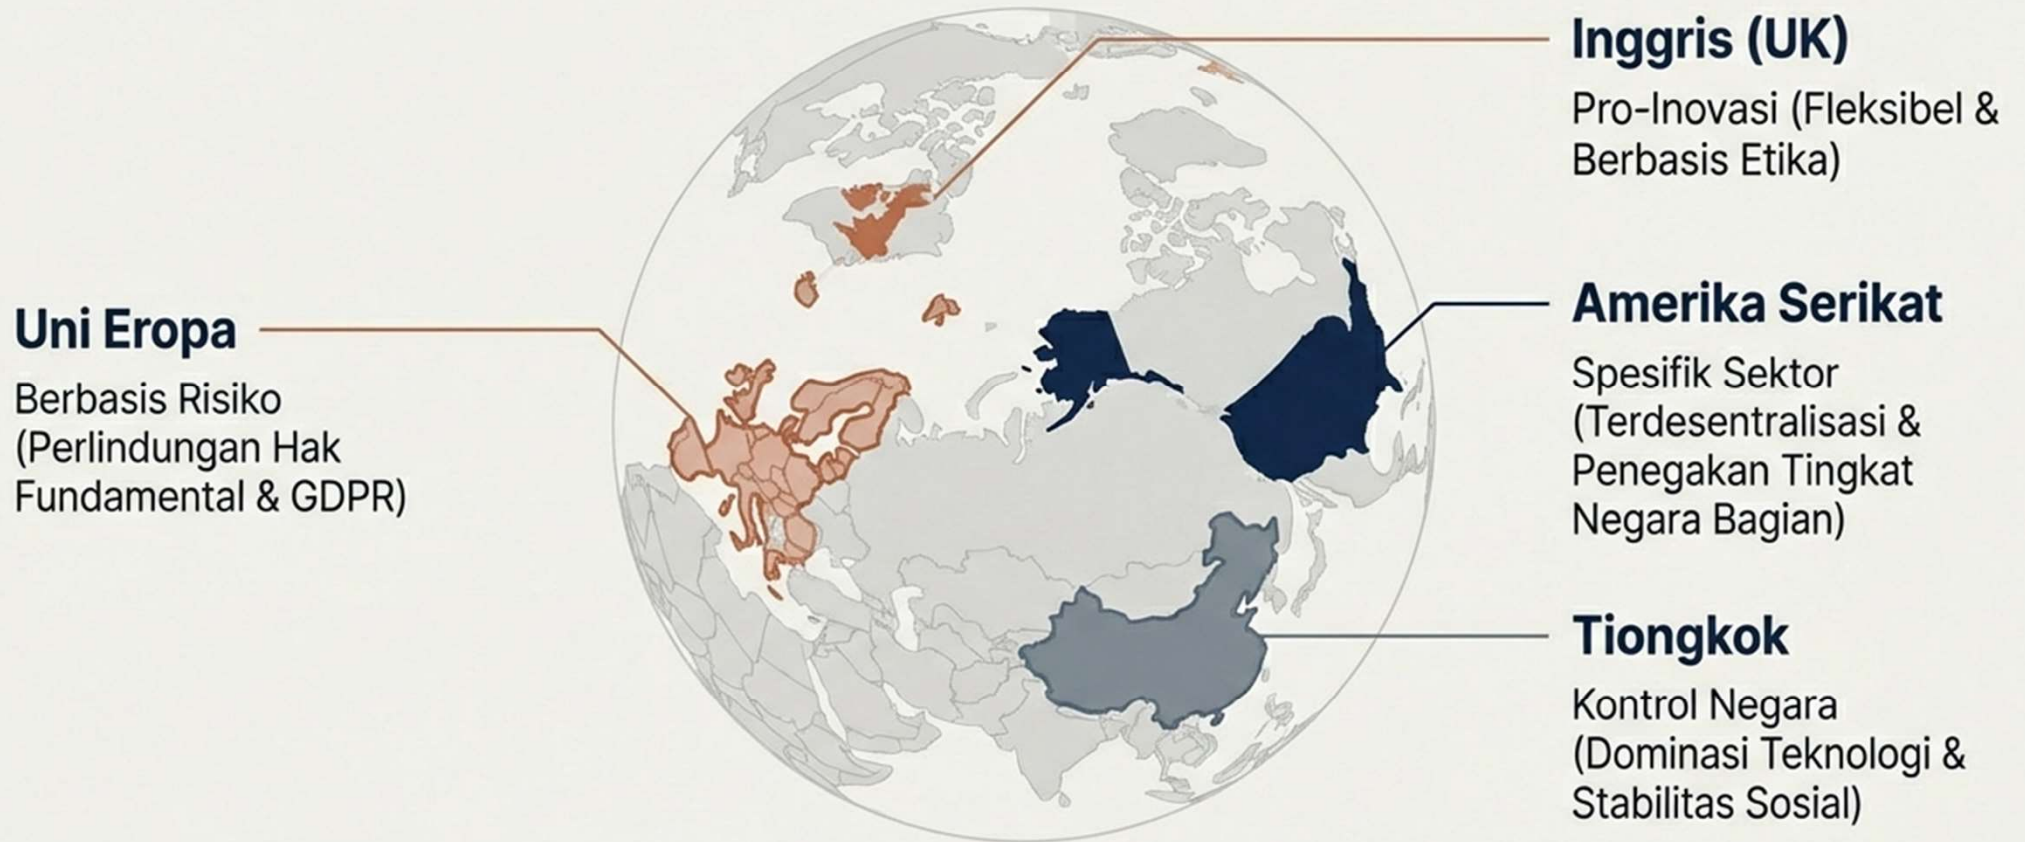 Uni Eropa
Berbasis Risiko
(Perlindungan Hak
Fundamental & GDPR)
Inggris (UK)
Pro-Inovasi (Fleksibel &
Berbasis Etika)
Amerika Serikat
Spesifik Sektor
(Terdesentralisasi &
Penegakan Tingkat
Negara Bagian)
Tiongkok
Kontrol Negara
(Dominasi Teknologi &
Stabilitas Sosial)